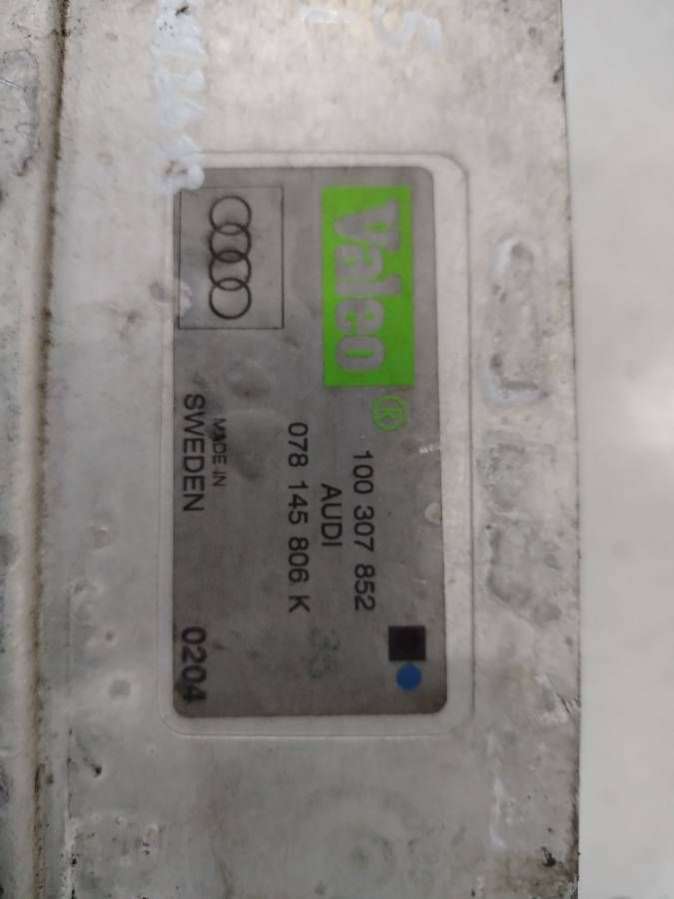 Valeo ®
100 307 852
AUDI
078 145 806 K
MADE IN
SWEDEN
0204